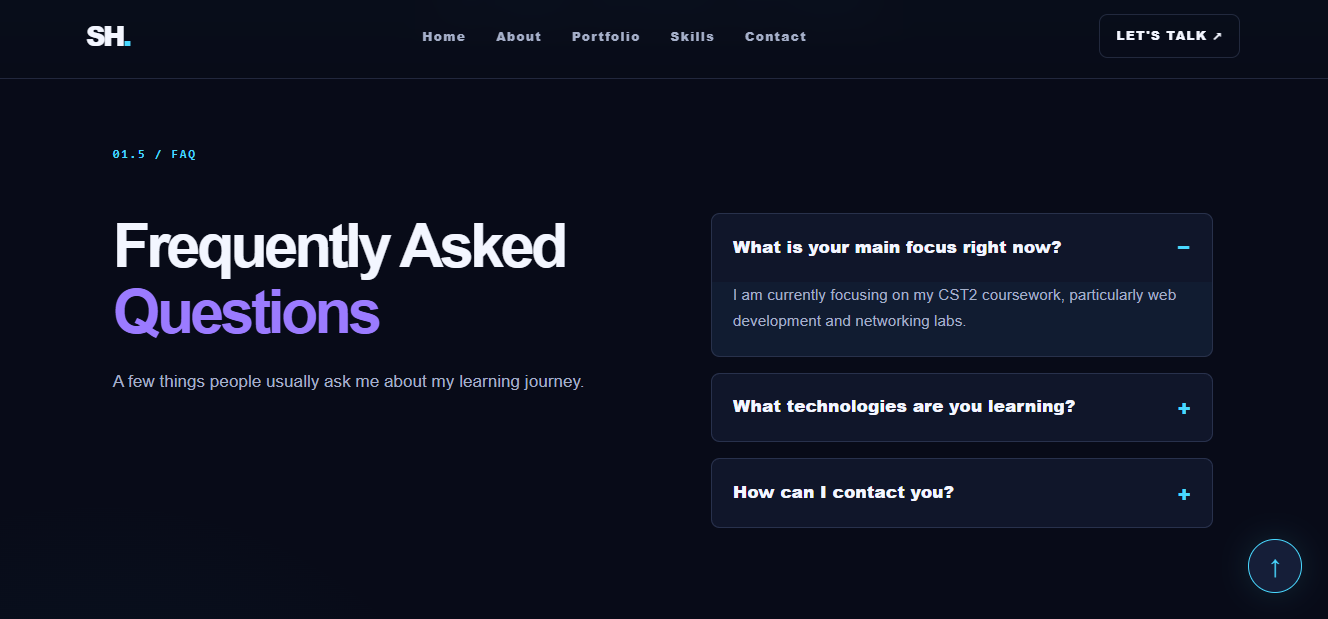 SH.
Home About Portfolio Skills Contact
LET'S TALK ↗
01.5 / FAQ
Frequently Asked
Questions
A few things people usually ask me about my learning journey.
What is your main focus right now? −
I am currently focusing on my CST2 coursework, particularly web
development and networking labs.
What technologies are you learning? +
How can I contact you? +
↑